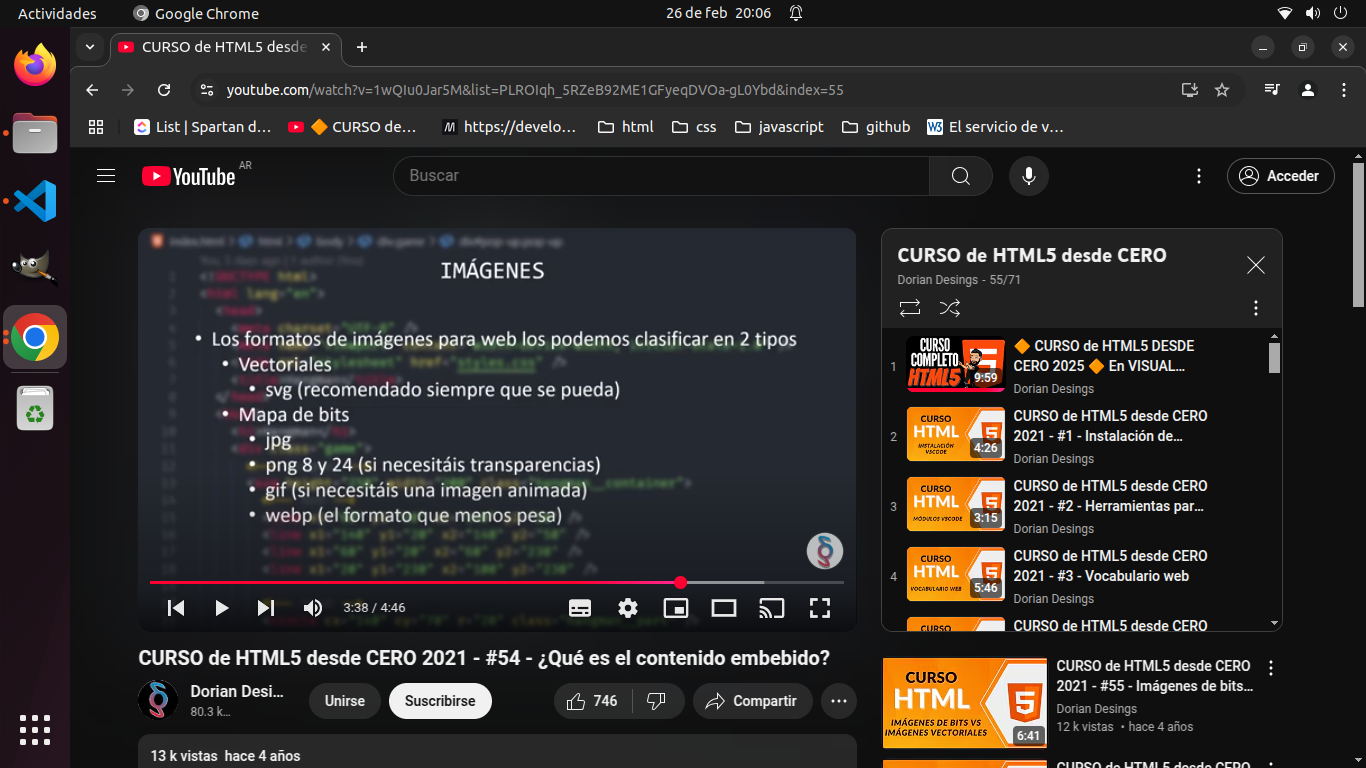 Actividades
Google Chrome
26 de feb 20:06
CURSO de HTML5 desde
youtube.com/watch?v=1wQIu0Jar5M&list=PLROIqh_5RZeB92ME1GFyeqDVOa-gL0Ybd&index=55
List | Spartan d…
CURSO de…
https://develo…
html
css
javascript
github
W3
El servicio de v…
YouTube
AR
Buscar
Acceder
index.html
html
body
IMÁGENES
<html lang="en">
<head>
• Los formatos de imágenes para web los podemos clasificar en 2 tipos
• Vectoriales
• svg (recomendado siempre que se pueda)
• Mapa de bits
• jpg
• png 8 y 24 (si necesitáis transparencias)
• gif (si necesitáis una imagen animada)
• webp (el formato que menos pesa)
3:38 / 4:46
CURSO de HTML5 desde CERO 2021 - #54 - ¿Qué es el contenido embebido?
Dorian Desi…
80.3 k…
Unirse
Suscribirse
746
Compartir
13 k vistas hace 4 años
CURSO de HTML5 desde CERO
Dorian Desings - 55/71
1
CURSO
COMPLETO
HTML5
9:59
CURSO de HTML5 DESDE
CERO 2025 🔶 En VISUAL…
Dorian Desings
2
CURSO
HTML
INSTALACIÓN
VSCODE
4:26
CURSO de HTML5 desde CERO
2021 - #1 - Instalación de…
Dorian Desings
3
CURSO
HTML
MÓDULOS VSCODE
3:15
CURSO de HTML5 desde CERO
2021 - #2 - Herramientas par…
Dorian Desings
4
CURSO
HTML
VOCABULARIO WEB
5:46
CURSO de HTML5 desde CERO
2021 - #3 - Vocabulario web
Dorian Desings
CURSO de HTML5 desde CERO
CURSO
HTML
IMÁGENES DE BITS VS
IMÁGENES VECTORIALES
5
6:41
CURSO de HTML5 desde CERO
2021 - #55 - Imágenes de bits…
Dorian Desings
12 k vistas • hace 4 años